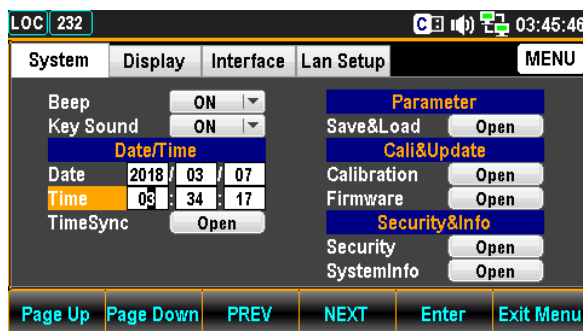 LOC 232 C 03:45:46
System Display Interface Lan Setup MENU
Beep ON
Key Sound ON
Date/Time
Date 2018 / 03 / 07
Time 03 : 34 : 17
TimeSync Open
Parameter
Save&Load Open
Cali&Update
Calibration Open
Firmware Open
Security&Info
Security Open
SystemInfo Open
Page Up Page Down PREV NEXT Enter Exit Menu